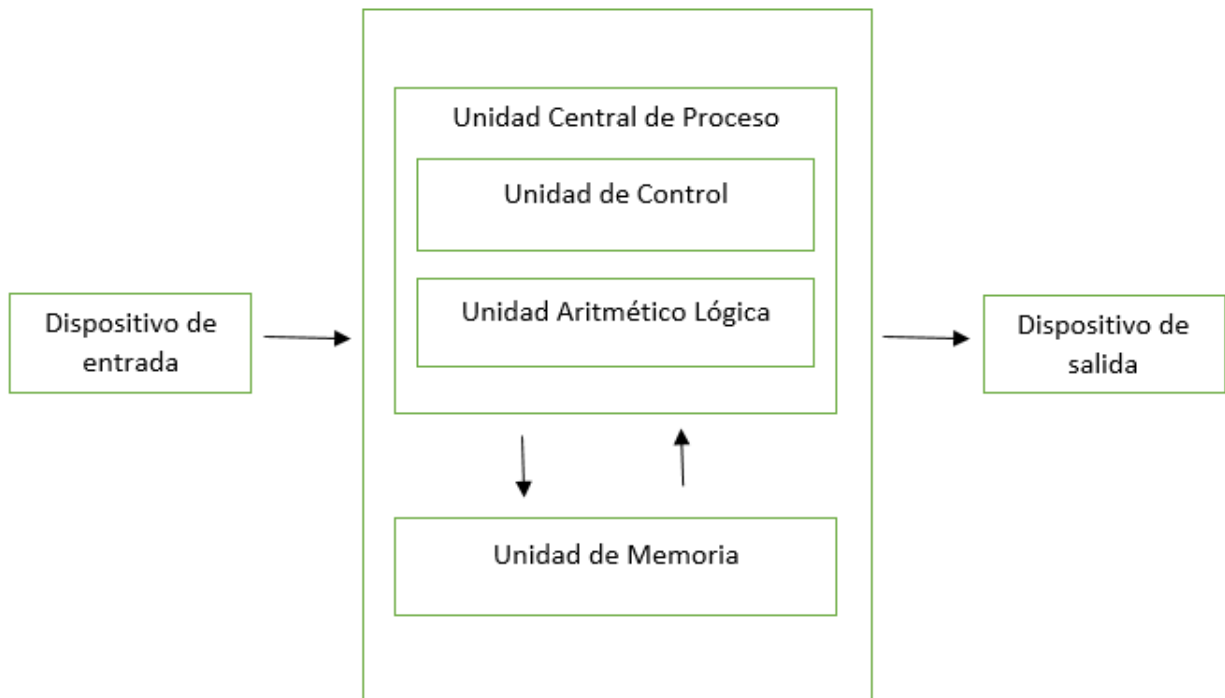 Unidad Central de Proceso
Unidad de Control
Unidad Aritmético Lógica
Dispositivo de
entrada
Dispositivo de
salida
Unidad de Memoria